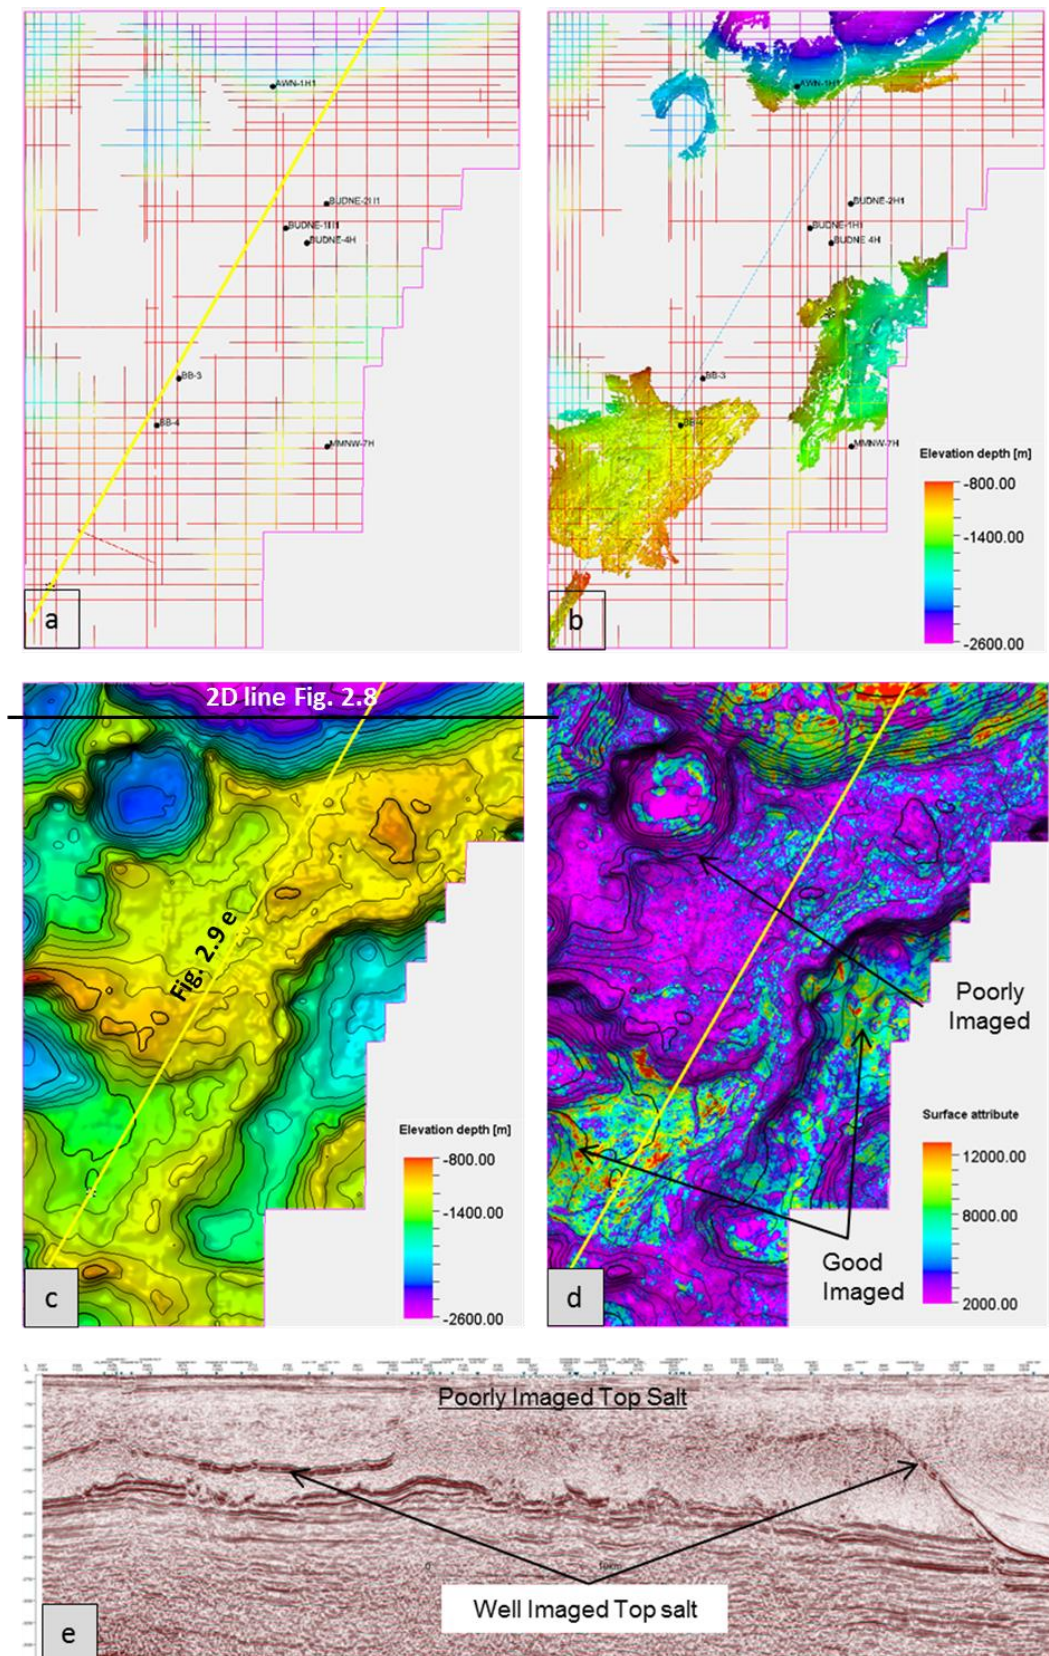 AWN-1H1
BUDNE-2H1
BUDNE-1H1
BUDNE-4H
BB-3
BB-4
MMNW-7H
a
AWN-1H1
BUDNE-2H1
BUDNE-1H1
BUDNE 4H
BB-3
BB-4
MMNW-7H
Elevation depth [m]
-800.00
-1400.00
-2600.00
b
2D line Fig. 2.8
Fig. 2.9 e
Elevation depth [m]
-800.00
-1400.00
-2600.00
c
Poorly
Imaged
Surface attribute
12000.00
8000.00
2000.00
Good
Imaged
d
Poorly Imaged Top Salt
Well Imaged Top salt
e